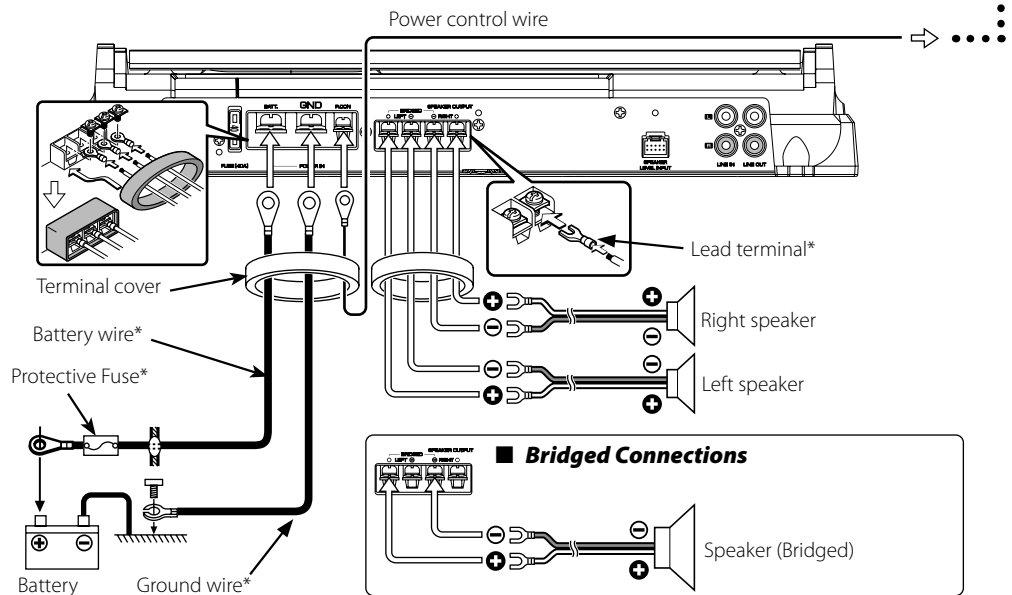 Power control wire
BATT. GND P.CON
FUSE (40A) POWER IN
SPEAKER OUTPUT
BRIDGED
LEFT RIGHT
SPEAKER
LEVEL INPUT
LINE IN LINE OUT
Lead terminal*
Terminal cover
Battery wire*
Protective Fuse*
Right speaker
Left speaker
SPEAKER OUTPUT
BRIDGED
LEFT RIGHT
■ Bridged Connections
Speaker (Bridged)
Battery
Ground wire*